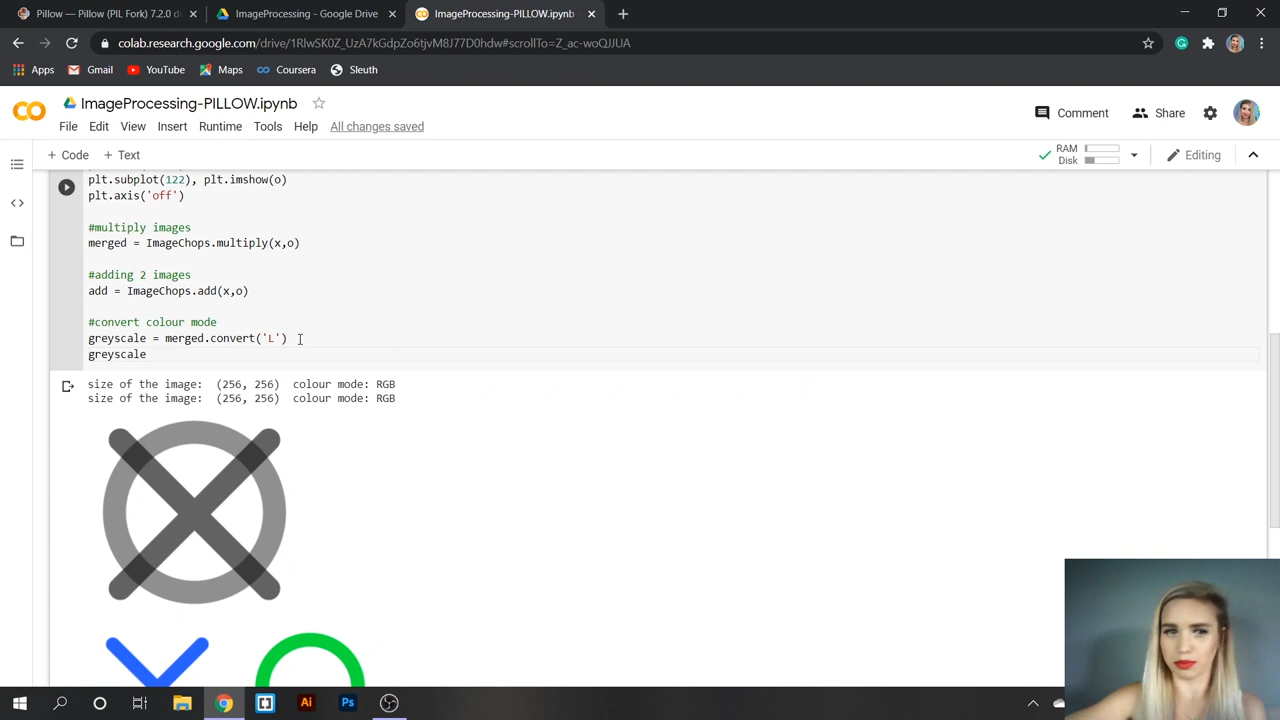 Pillow — Pillow (PIL Fork) 7.2.0 d
ImageProcessing - Google Drive
ImageProcessing-PILLOW.ipynb
colab.research.google.com/drive/1RlwSK0Z_UzA7kGdpZo6tjvM8J77D0hdw#scrollTo=Z_ac-woQJJUA
Apps
Gmail
YouTube
Maps
Coursera
Sleuth
ImageProcessing-PILLOW.ipynb
Comment
Share
File Edit View Insert Runtime Tools Help All changes saved
+ Code + Text
RAM
Disk
Editing
plt.subplot(122), plt.imshow(o)
plt.axis('off')
#multiply images
merged = ImageChops.multiply(x,o)
#adding 2 images
add = ImageChops.add(x,o)
#convert colour mode
greyscale = merged.convert('L')
greyscale
size of the image: (256, 256) colour mode: RGB
size of the image: (256, 256) colour mode: RGB
Ai
Ps